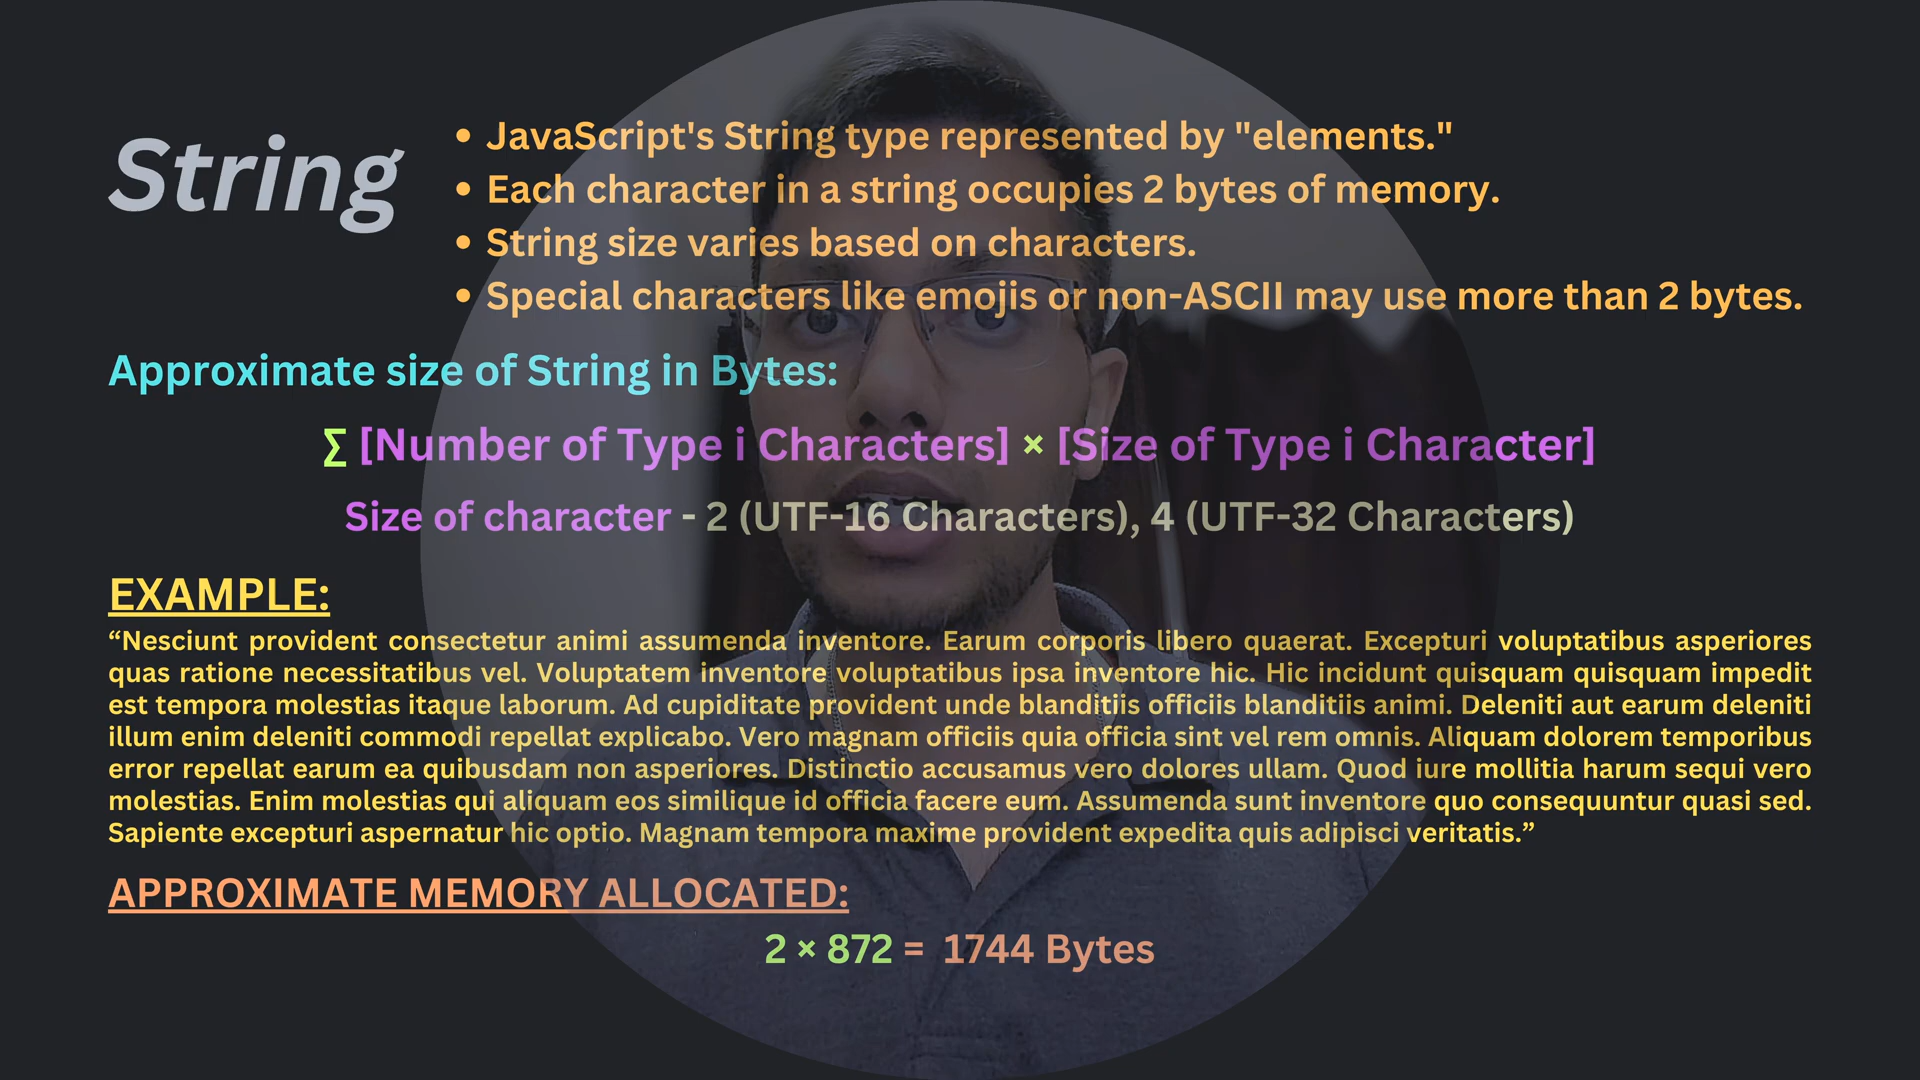 String
• JavaScript's String type represented by "elements."
• Each character in a string occupies 2 bytes of memory.
• String size varies based on characters.
• Special characters like emojis or non-ASCII may use more than 2 bytes.
Approximate size of String in Bytes:
∑ [Number of Type i Characters] × [Size of Type i Character]
Size of character - 2 (UTF-16 Characters), 4 (UTF-32 Characters)
EXAMPLE:
“Nesciunt provident consectetur animi assumenda inventore. Earum corporis libero quaerat. Excepturi voluptatibus asperiores
quas ratione necessitatibus vel. Voluptatem inventore voluptatibus ipsa inventore hic. Hic incidunt quisquam quisquam impedit
est tempora molestias itaque laborum. Ad cupiditate provident unde blanditiis officiis blanditiis animi. Deleniti aut earum deleniti
illum enim deleniti commodi repellat explicabo. Vero magnam officiis quia officia sint vel rem omnis. Aliquam dolorem temporibus
error repellat earum ea quibusdam non asperiores. Distinctio accusamus vero dolores ullam. Quod iure mollitia harum sequi vero
molestias. Enim molestias qui aliquam eos similique id officia facere eum. Assumenda sunt inventore quo consequuntur quasi sed.
Sapiente excepturi aspernatur hic optio. Magnam tempora maxime provident expedita quis adipisci veritatis.”
APPROXIMATE MEMORY ALLOCATED:
2 × 872 = 1744 Bytes